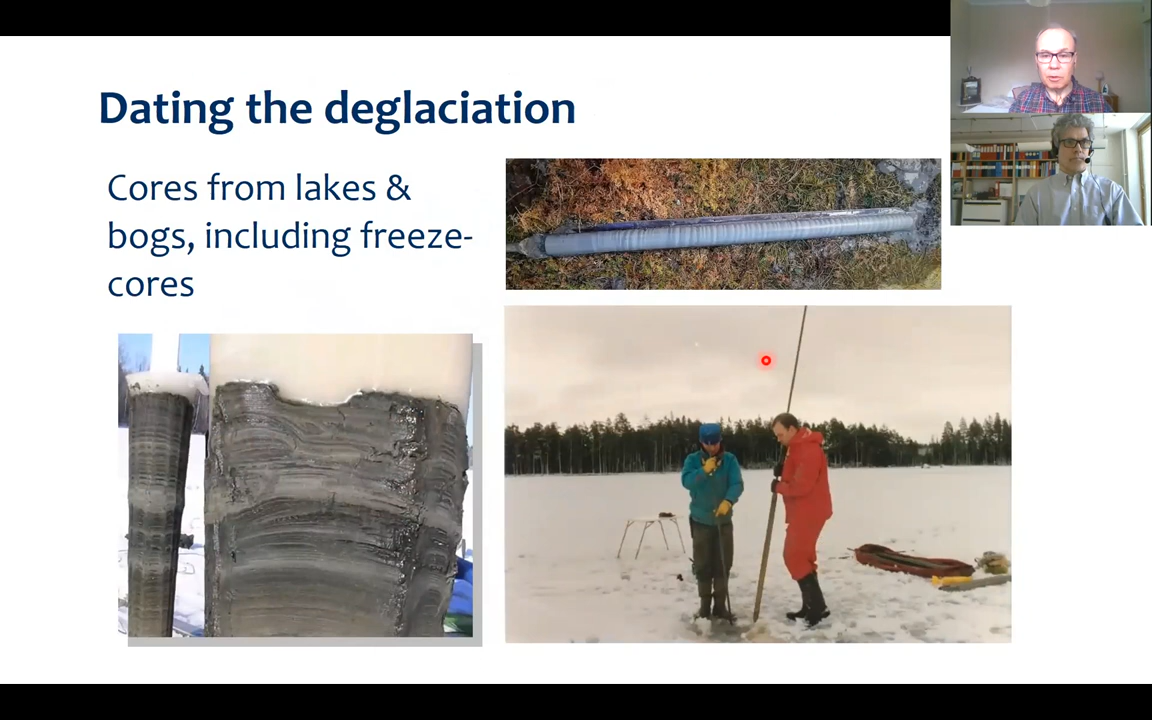 Dating the deglaciation
Cores from lakes &
bogs, including freeze-
cores